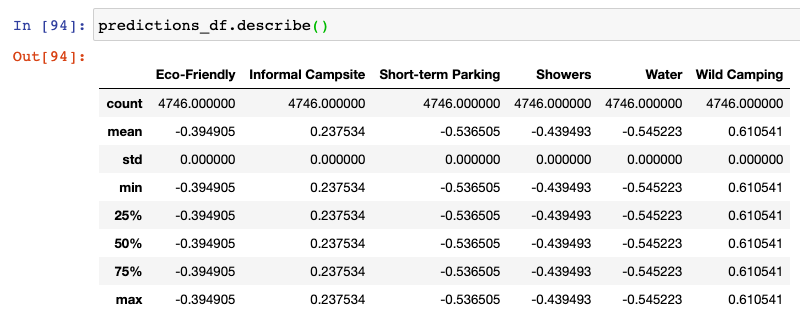 In [94]: predictions_df.describe()
Out[94]:
Eco-Friendly Informal Campsite Short-term Parking Showers Water Wild Camping
count 4746.000000 4746.000000 4746.000000 4746.000000 4746.000000 4746.000000
mean -0.394905 0.237534 -0.536505 -0.439493 -0.545223 0.610541
std 0.000000 0.000000 0.000000 0.000000 0.000000 0.000000
min -0.394905 0.237534 -0.536505 -0.439493 -0.545223 0.610541
25% -0.394905 0.237534 -0.536505 -0.439493 -0.545223 0.610541
50% -0.394905 0.237534 -0.536505 -0.439493 -0.545223 0.610541
75% -0.394905 0.237534 -0.536505 -0.439493 -0.545223 0.610541
max -0.394905 0.237534 -0.536505 -0.439493 -0.545223 0.610541